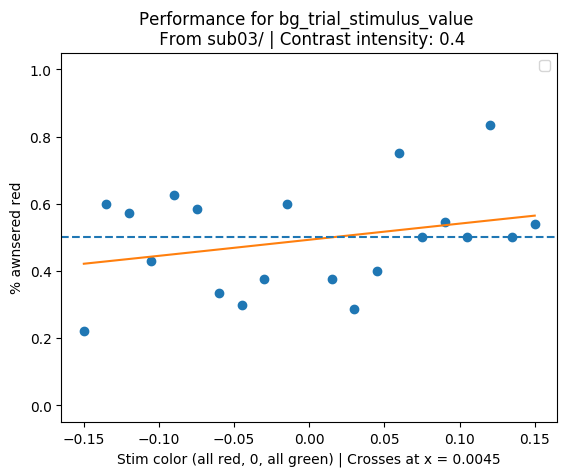 Performance for bg_trial_stimulus_value
From sub03/ | Contrast intensity: 0.4
1.0
0.8
0.6
0.4
0.2
0.0
% awnsered red
−0.15 −0.10 −0.05 0.00 0.05 0.10 0.15
Stim color (all red, 0, all green) | Crosses at x = 0.0045